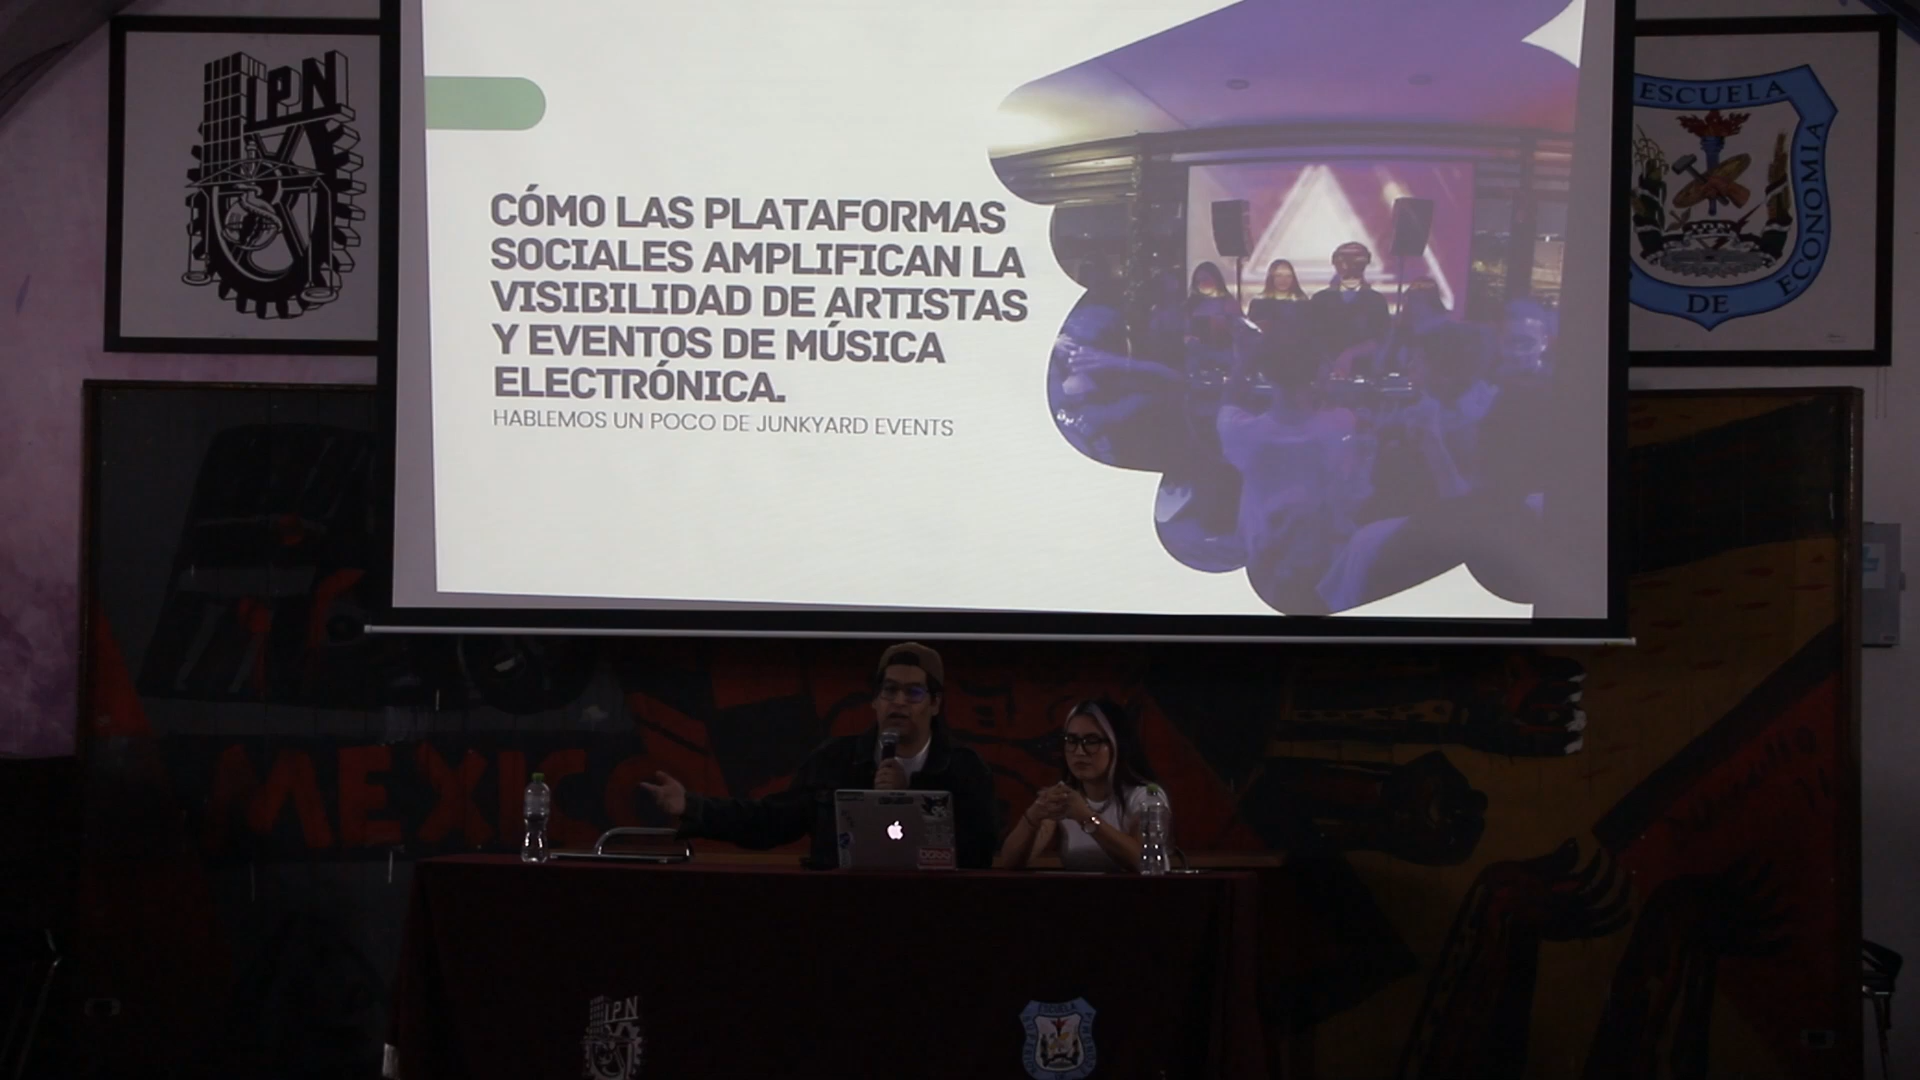 IPN
CÓMO LAS PLATAFORMAS
SOCIALES AMPLIFICAN LA
VISIBILIDAD DE ARTISTAS
Y EVENTOS DE MÚSICA
ELECTRÓNICA.
HABLEMOS UN POCO DE JUNKYARD EVENTS
ESCUELA
DE ECONOMIA
MEXICO
IPN
ESCUELA